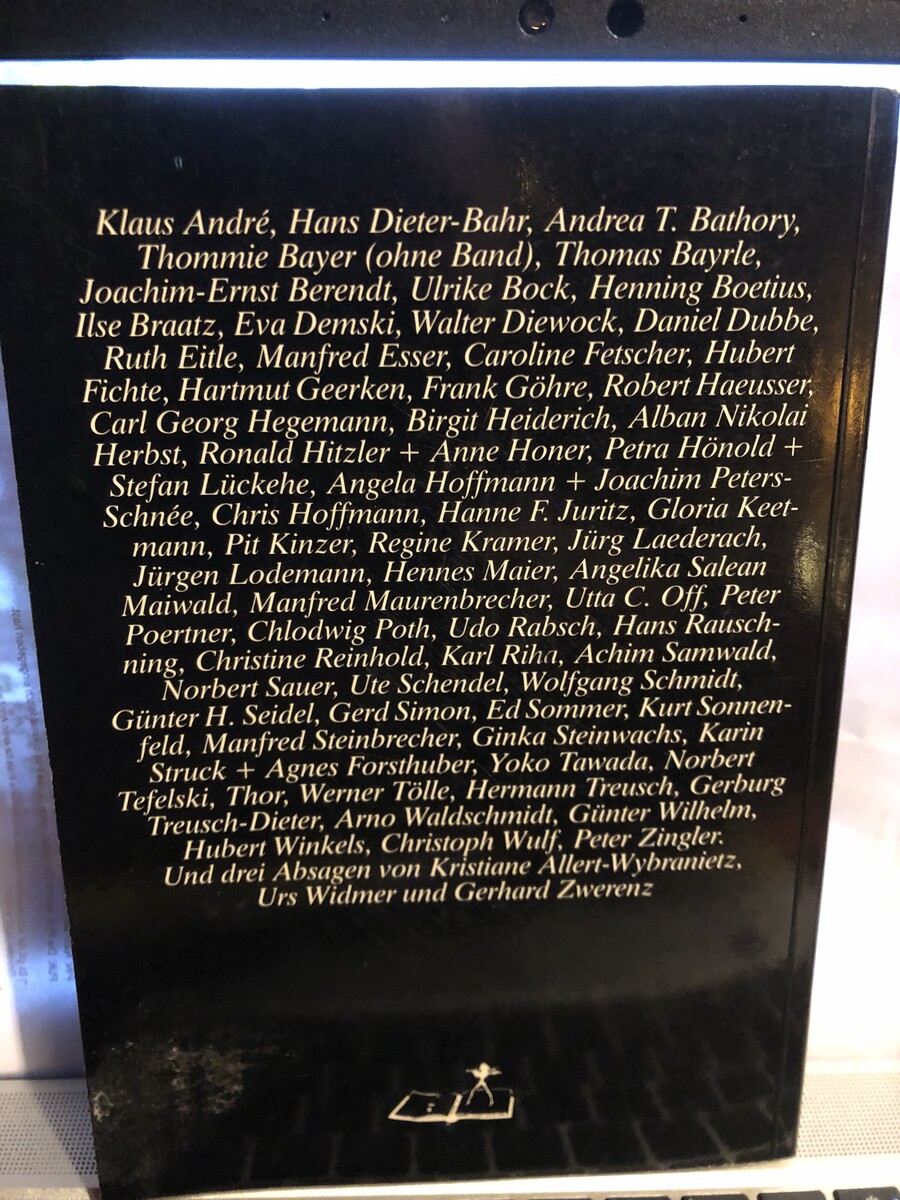 Klaus André, Hans Dieter-Bahr, Andrea T. Bathory,
Thommie Bayer (ohne Band), Thomas Bayrle,
Joachim-Ernst Berendt, Ulrike Bock, Henning Boetius,
Ilse Braatz, Eva Demski, Walter Diewock, Daniel Dubbe,
Ruth Eitle, Manfred Esser, Caroline Fetscher, Hubert
Fichte, Hartmut Geerken, Frank Göhre, Robert Haeusser,
Carl Georg Hegemann, Birgit Heiderich, Alban Nikolai
Herbst, Ronald Hitzler + Anne Honer, Petra Hönold +
Stefan Lückehe, Angela Hoffmann + Joachim Peters-
Schnée, Chris Hoffmann, Hanne F. Juritz, Gloria Keet-
mann, Pit Kinzer, Regine Kramer, Jürg Laederach,
Jürgen Lodemann, Hennes Maier, Angelika Salean
Maiwald, Manfred Maurenbrecher, Utta C. Off, Peter
Poertner, Chlodwig Poth, Udo Rabsch, Hans Rausch-
ning, Christine Reinhold, Karl Riha, Achim Samwald,
Norbert Sauer, Ute Schendel, Wolfgang Schmidt,
Günter H. Seidel, Gerd Simon, Ed Sommer, Kurt Sonnen-
feld, Manfred Steinbrecher, Ginka Steinwachs, Karin
Struck + Agnes Forsthuber, Yoko Tawada, Norbert
Tefelski, Thor, Werner Tölle, Hermann Treusch, Gerburg
Treusch-Dieter, Arno Waldschmidt, Günter Wilhelm,
Hubert Winkels, Christoph Wulf, Peter Zingler.
Und drei Absagen von Kristiane Allert-Wybranietz,
Urs Widmer und Gerhard Zwerenz